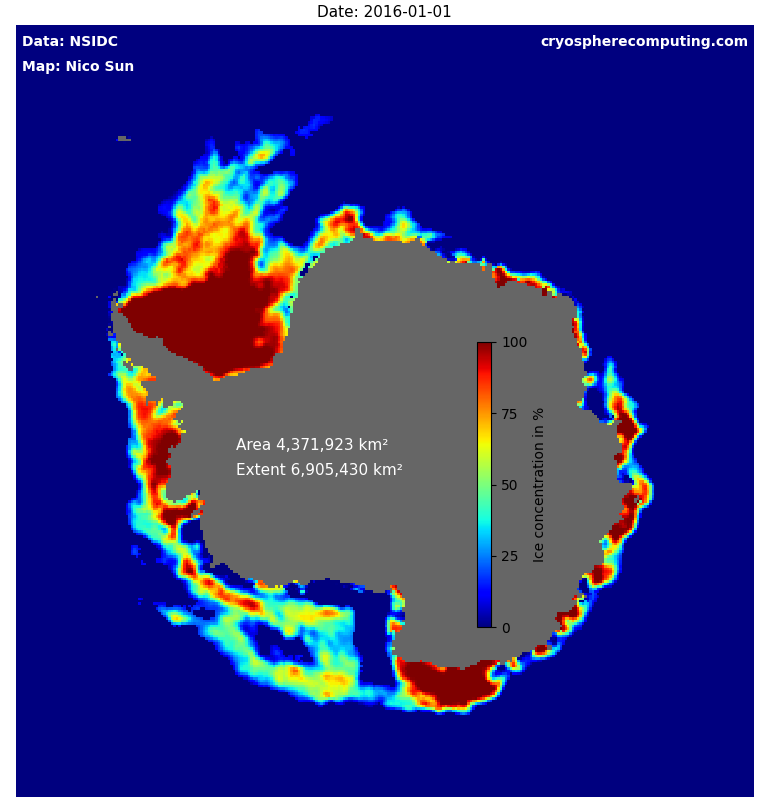 Date: 2016-01-01
Data: NSIDC
cryospherecomputing.com
Map: Nico Sun
100
75
50
25
0
Ice concentration in %
Area 4,371,923 km²
Extent 6,905,430 km²